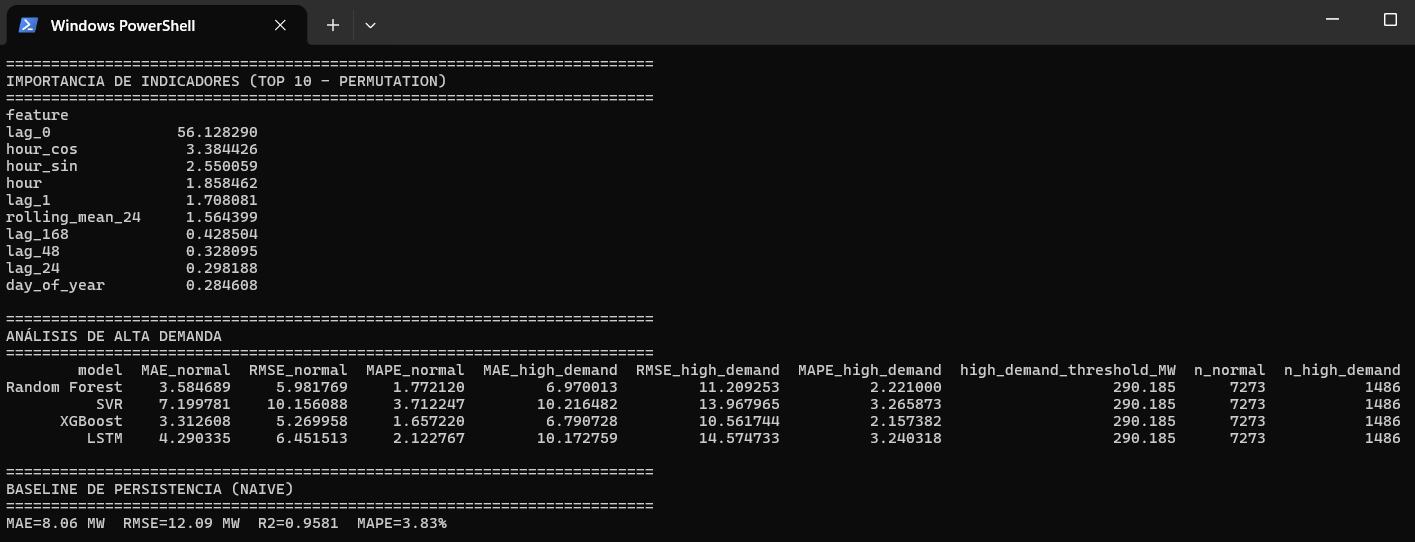 Windows PowerShell
========================================================================
IMPORTANCIA DE INDICADORES (TOP 10 – PERMUTATION)
========================================================================
feature
lag_0 56.128290
hour_cos 3.384426
hour_sin 2.550059
hour 1.858462
lag_1 1.708081
rolling_mean_24 1.564399
lag_168 0.428504
lag_48 0.328095
lag_24 0.298188
day_of_year 0.284608
========================================================================
ANÁLISIS DE ALTA DEMANDA
========================================================================
model MAE_normal RMSE_normal MAPE_normal MAE_high_demand RMSE_high_demand MAPE_high_demand high_demand_threshold_MW n_normal n_high_demand
Random Forest 3.584689 5.981769 1.772120 6.970013 11.209253 2.221000 290.185 7273 1486
SVR 7.199781 10.156088 3.712247 10.216482 13.967965 3.265873 290.185 7273 1486
XGBoost 3.312608 5.269958 1.657220 6.790728 10.561744 2.157382 290.185 7273 1486
LSTM 4.290335 6.451513 2.122767 10.172759 14.574733 3.240318 290.185 7273 1486
========================================================================
BASELINE DE PERSISTENCIA (NAIVE)
========================================================================
MAE=8.06 MW RMSE=12.09 MW R2=0.9581 MAPE=3.83%